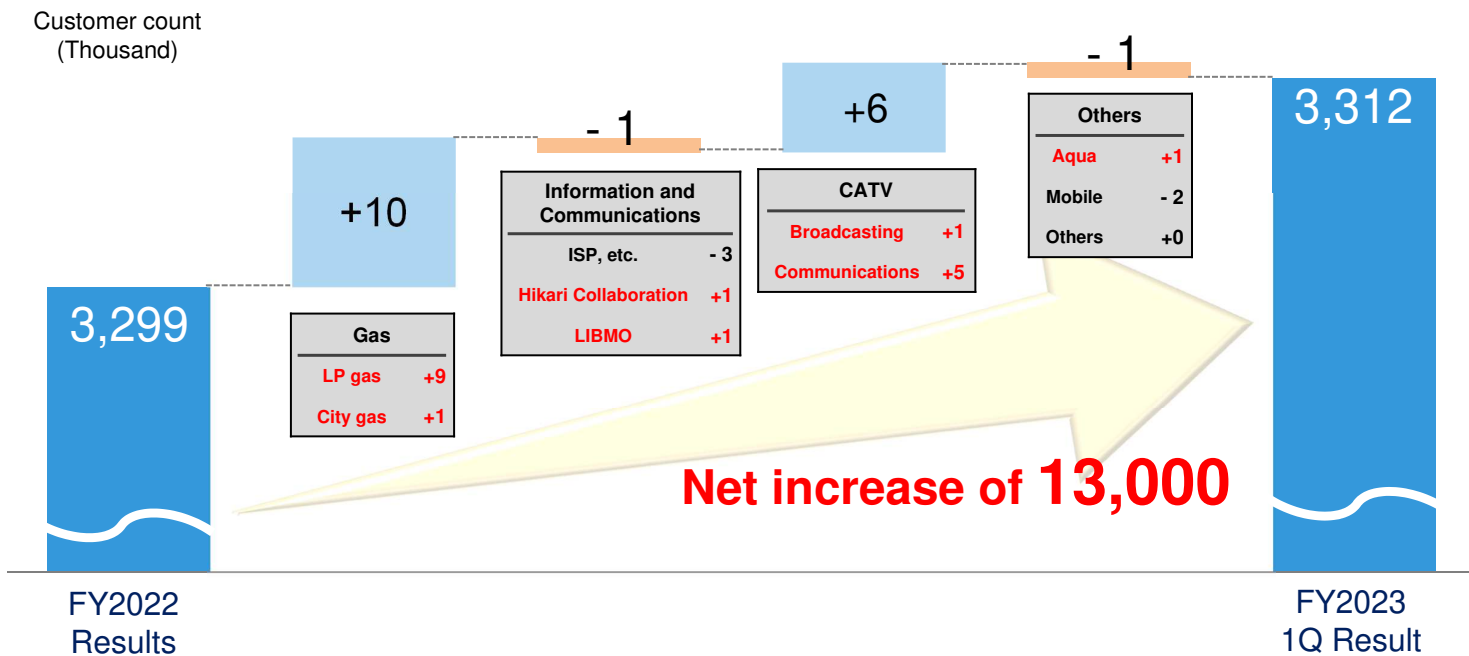 Customer count
(Thousand)
3,299
+10
Gas
LP gas +9
City gas +1
- 1
Information and
Communications
ISP, etc. - 3
Hikari Collaboration +1
LIBMO +1
+6
CATV
Broadcasting +1
Communications +5
- 1
Others
Aqua +1
Mobile - 2
Others +0
3,312
Net increase of 13,000
FY2022
Results
FY2023
1Q Result